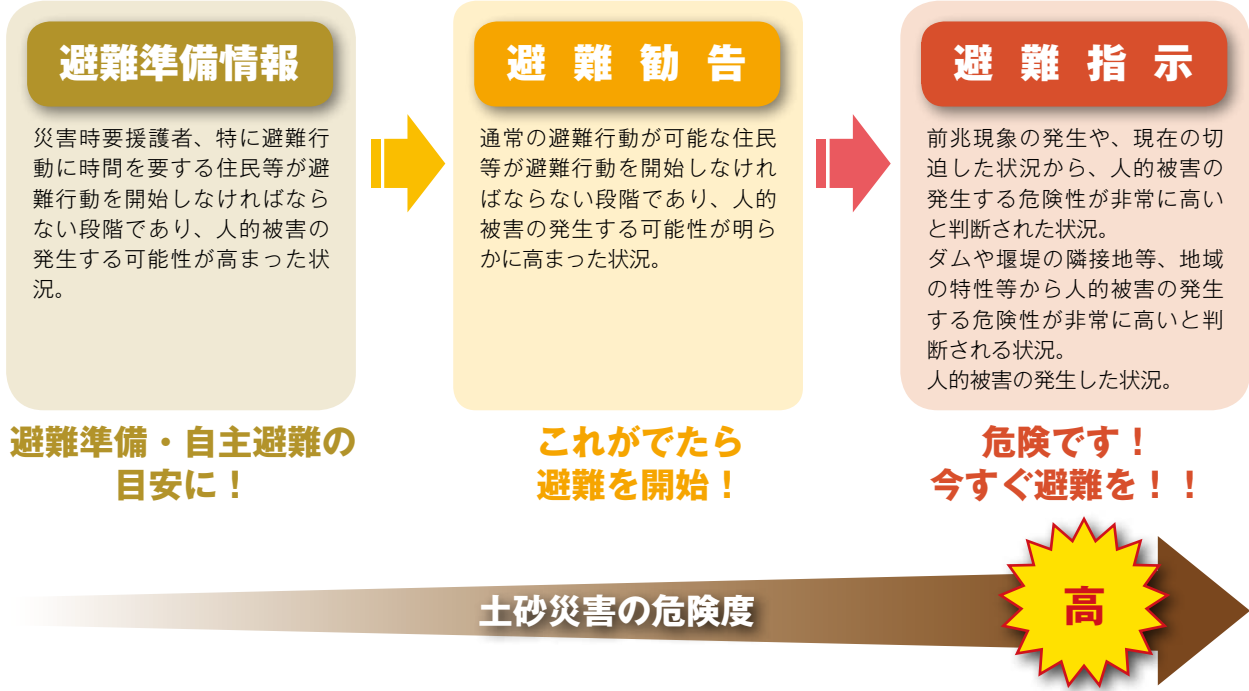 避難準備情報
災害時要援護者、特に避難行
動に時間を要する住民等が避
難行動を開始しなければなら
ない段階であり、人的被害の
発生する可能性が高まった状
況。
避難準備・自主避難の
目安に！
避難勧告
通常の避難行動が可能な住民
等が避難行動を開始しなけれ
ばならない段階であり、人的
被害の発生する可能性が明ら
かに高まった状況。
これがでたら
避難を開始！
避難指示
前兆現象の発生や、現在の切
迫した状況から、人的被害の
発生する危険性が非常に高い
と判断された状況。
ダムや堰堤の隣接地等、地域
の特性等から人的被害の発生
する危険性が非常に高いと判
断される状況。
人的被害の発生した状況。
危険です！
今すぐ避難を！！
土砂災害の危険度
高